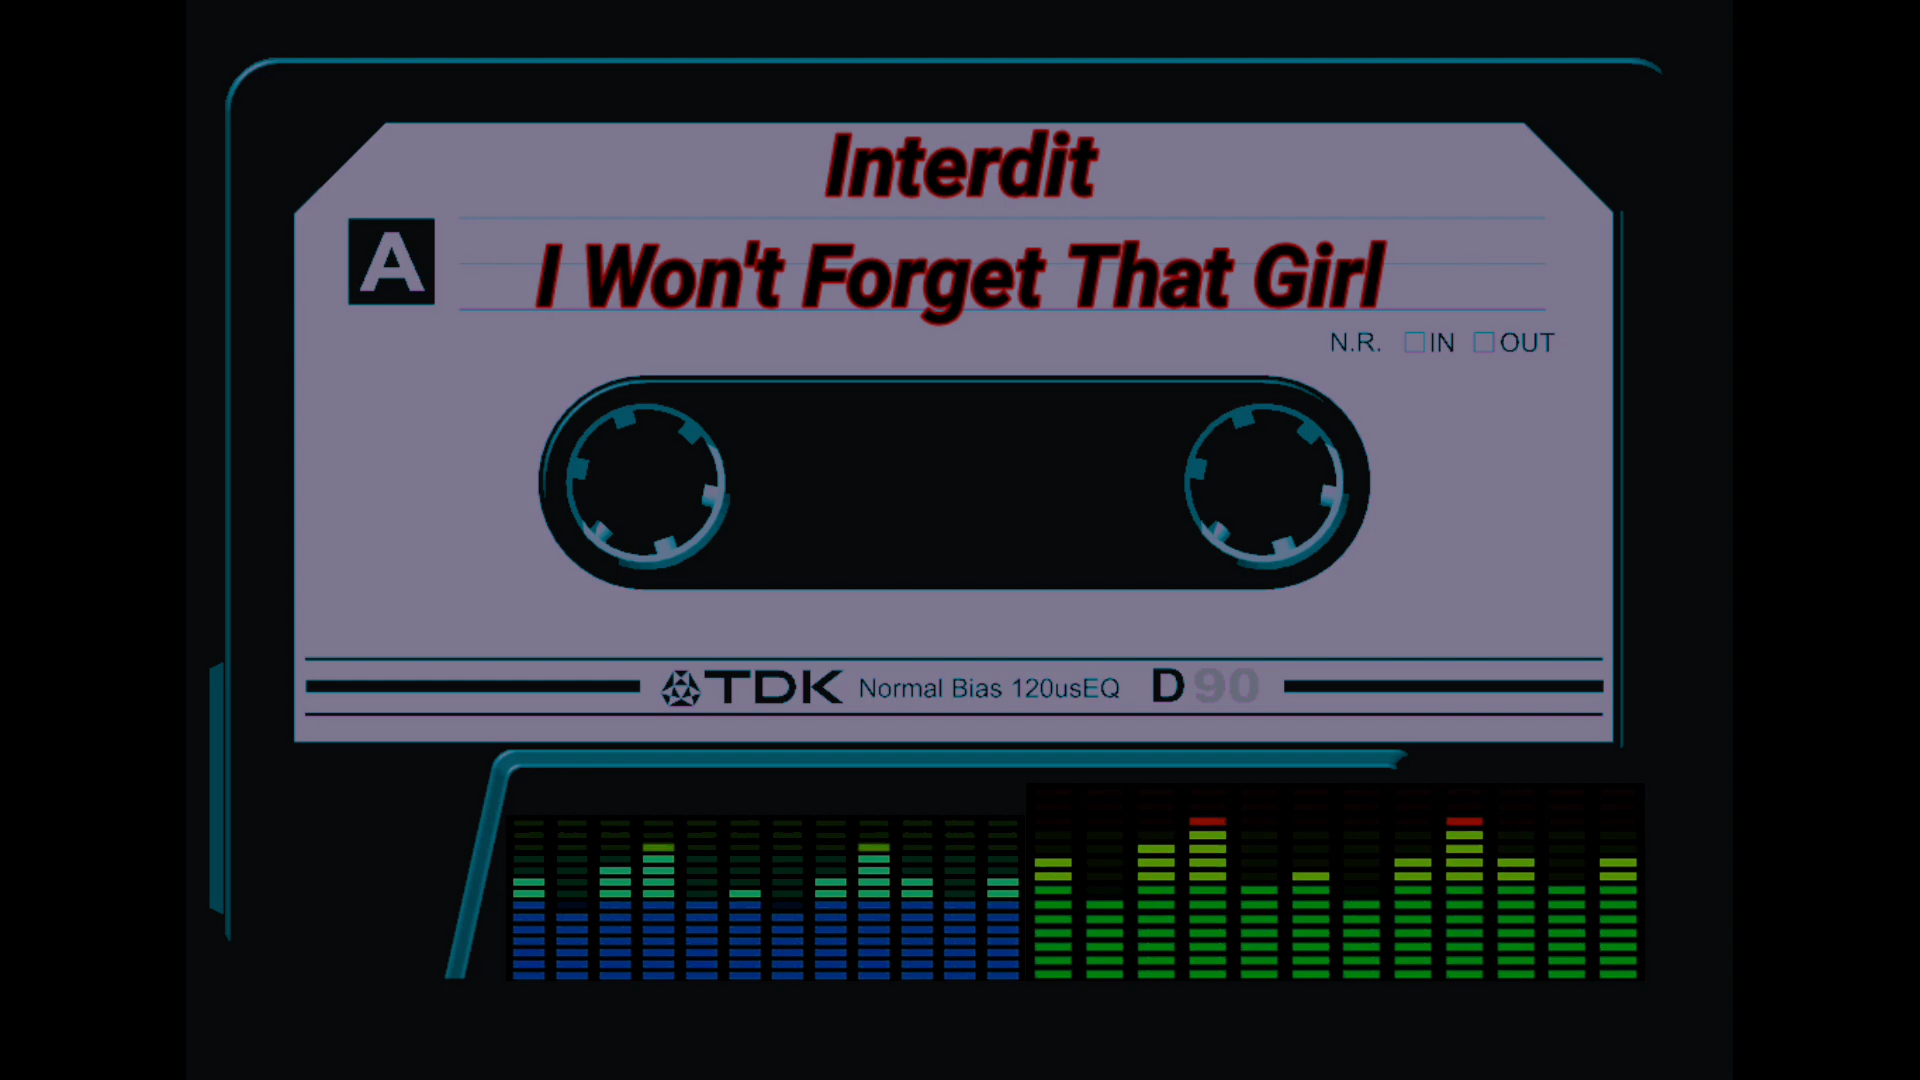 Interdit
A
I Won't Forget That Girl
N.R. IN OUT
TDK Normal Bias 120usEQ D90